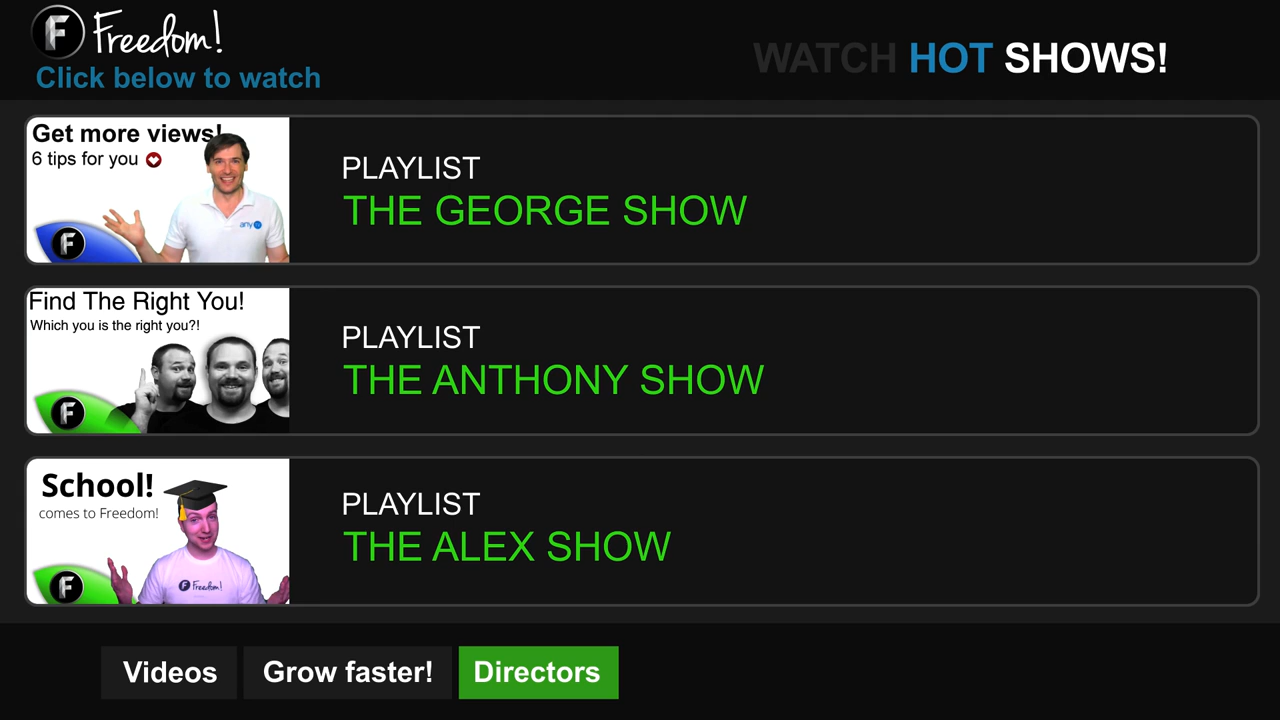 F Freedom!
Click below to watch
WATCH HOT SHOWS!
Get more views!
6 tips for you
any
F
PLAYLIST
THE GEORGE SHOW
Find The Right You!
Which you is the right you?!
F
PLAYLIST
THE ANTHONY SHOW
School!
comes to Freedom!
F Freedom!
F
PLAYLIST
THE ALEX SHOW
Videos
Grow faster!
Directors